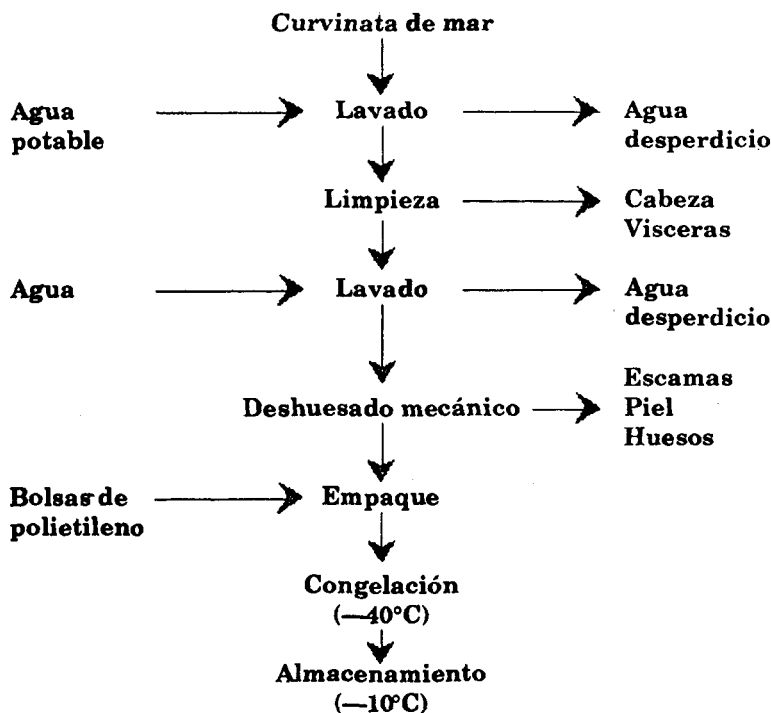 Curvinata de mar
Agua
potable
Lavado
Agua
desperdicio
Limpieza
Cabeza
Visceras
Agua
Lavado
Agua
desperdicio
Deshuesado mecánico
Escamas
Piel
Huesos
Bolsas de
polietileno
Empaque
Congelación
(—40°C)
Almacenamiento
(—10°C)